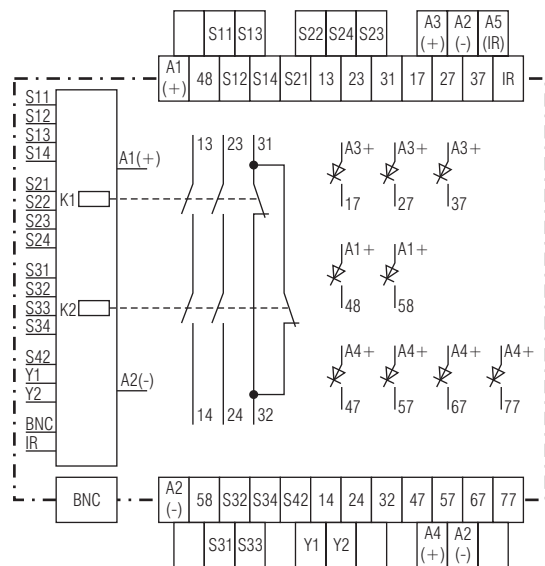 S11 S13 S22 S24 S23 A3 (+) A2 (-) A5 (IR)
A1 (+) 48 S12 S14 S21 13 23 31 17 27 37 IR
S11
S12
S13
S14
A1(+)
S21
K1
S22
S23
S24
S31
S32
K2
S33
S34
S42
Y1
A2(-)
Y2
BNC
IR
13 23 31
14 24 32
A3+ A3+ A3+
17 27 37
A1+ A1+
48 58
A4+ A4+ A4+ A4+
47 57 67 77
BNC
A2 (-) 58 S32 S34 S42 14 24 32 47 57 67 77
S31 S33 Y1 Y2 A4 (+) A2 (-)